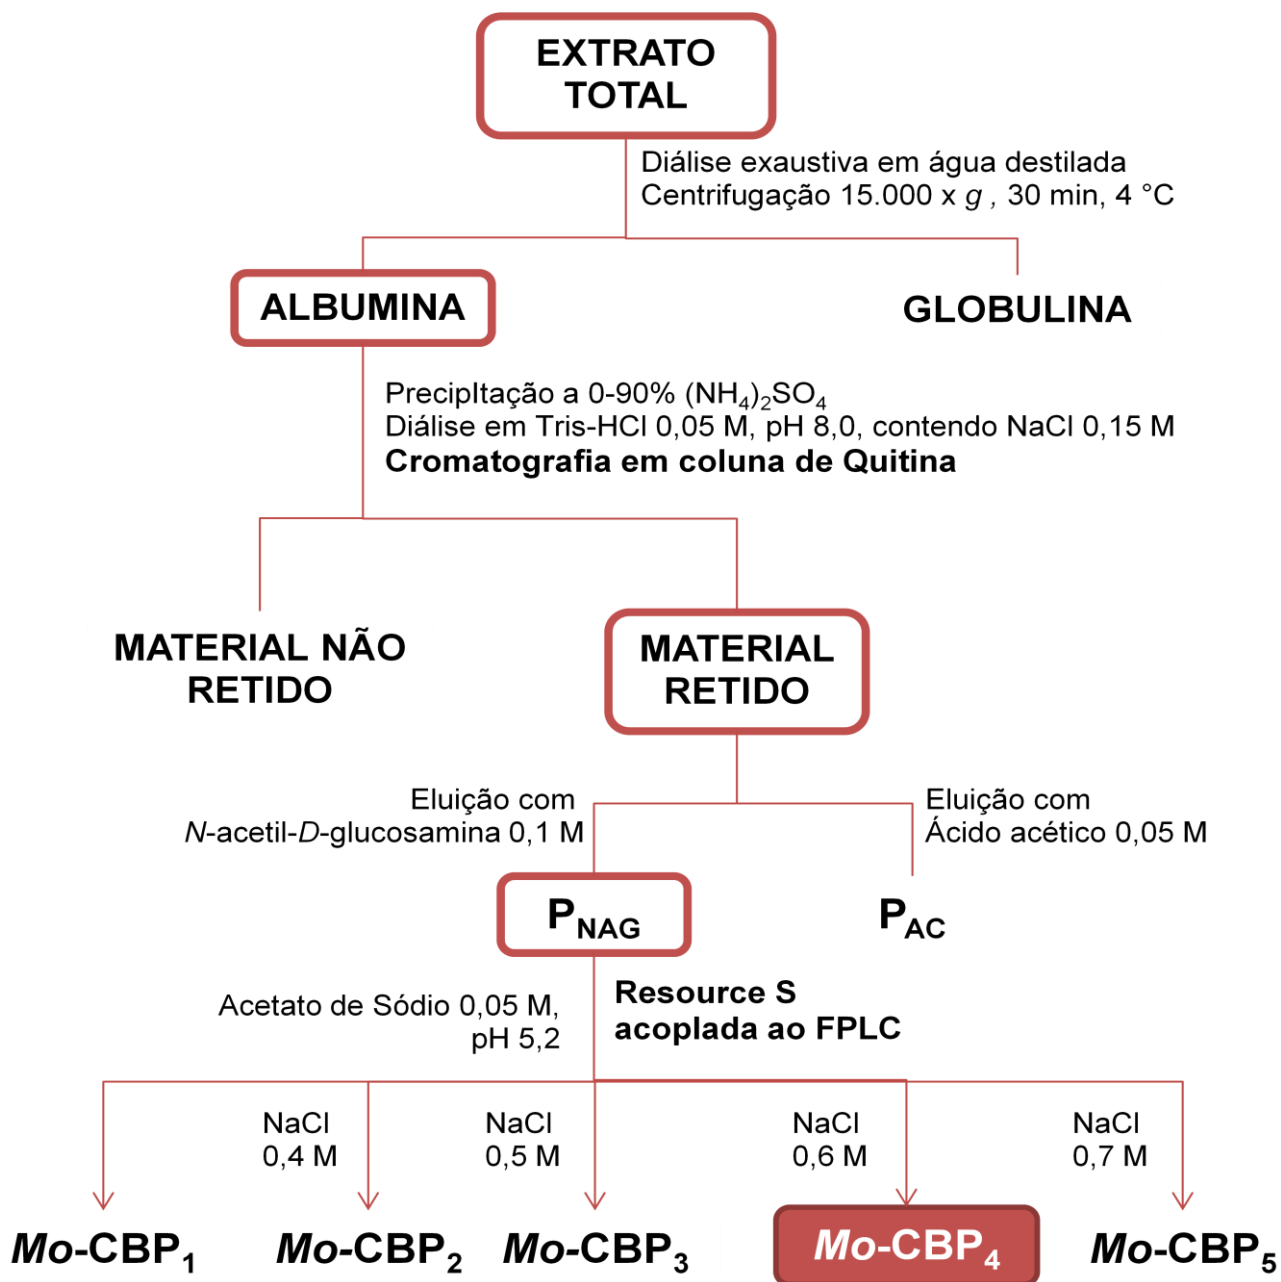 EXTRATO
TOTAL
Diálise exaustiva em água destilada
Centrifugação 15.000 x g , 30 min, 4 °C
ALBUMINA
GLOBULINA
PrecipItação a 0-90% (NH₄)₂SO₄
Diálise em Tris-HCl 0,05 M, pH 8,0, contendo NaCl 0,15 M
Cromatografia em coluna de Quitina
MATERIAL NÃO
RETIDO
MATERIAL
RETIDO
Eluição com
N-acetil-D-glucosamina 0,1 M
Eluição com
Ácido acético 0,05 M
P_NAG
P_AC
Acetato de Sódio 0,05 M,
pH 5,2
Resource S
acoplada ao FPLC
NaCl
0,4 M
NaCl
0,5 M
NaCl
0,6 M
NaCl
0,7 M
Mo-CBP₁
Mo-CBP₂
Mo-CBP₃
Mo-CBP₄
Mo-CBP₅